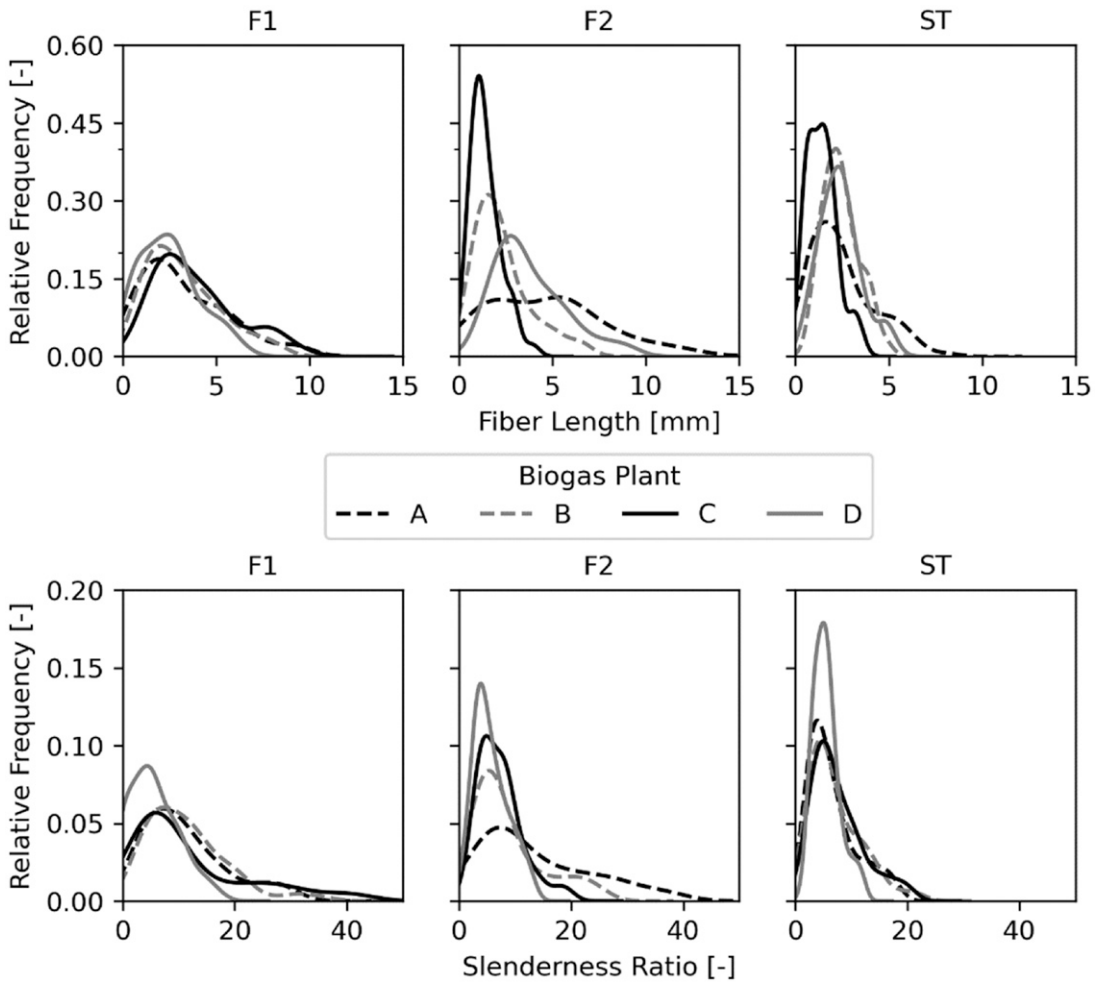 F1 F2 ST
Relative Frequency [-]
0.60
0.45
0.30
0.15
0.00
0 5 10 15 0 5 10 15 0 5 10 15
Fiber Length [mm]
Biogas Plant
A B C D
F1 F2 ST
Relative Frequency [-]
0.20
0.15
0.10
0.05
0.00
0 20 40 0 20 40 0 20 40
Slenderness Ratio [-]